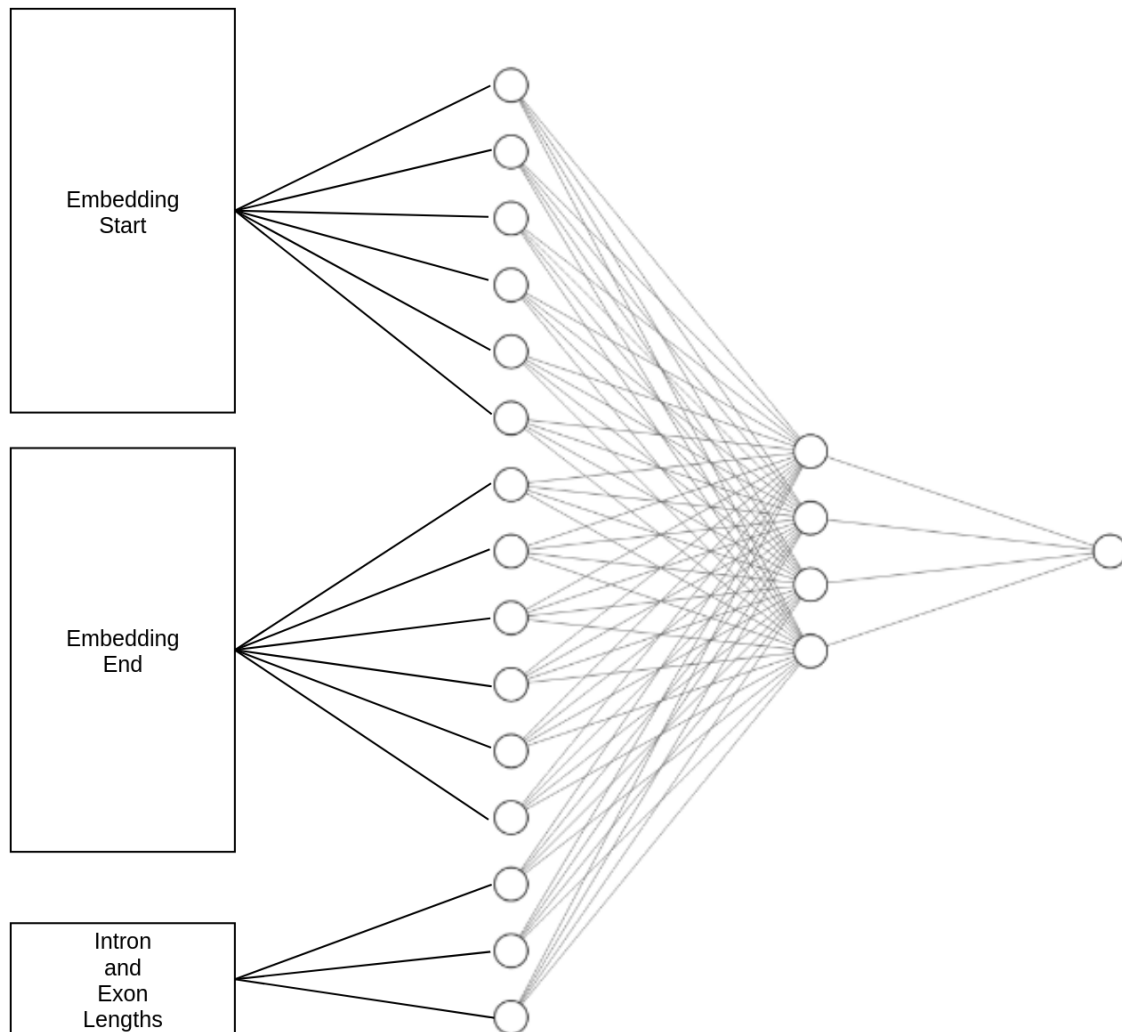 Embedding
Start
Embedding
End
Intron
and
Exon
Lengths